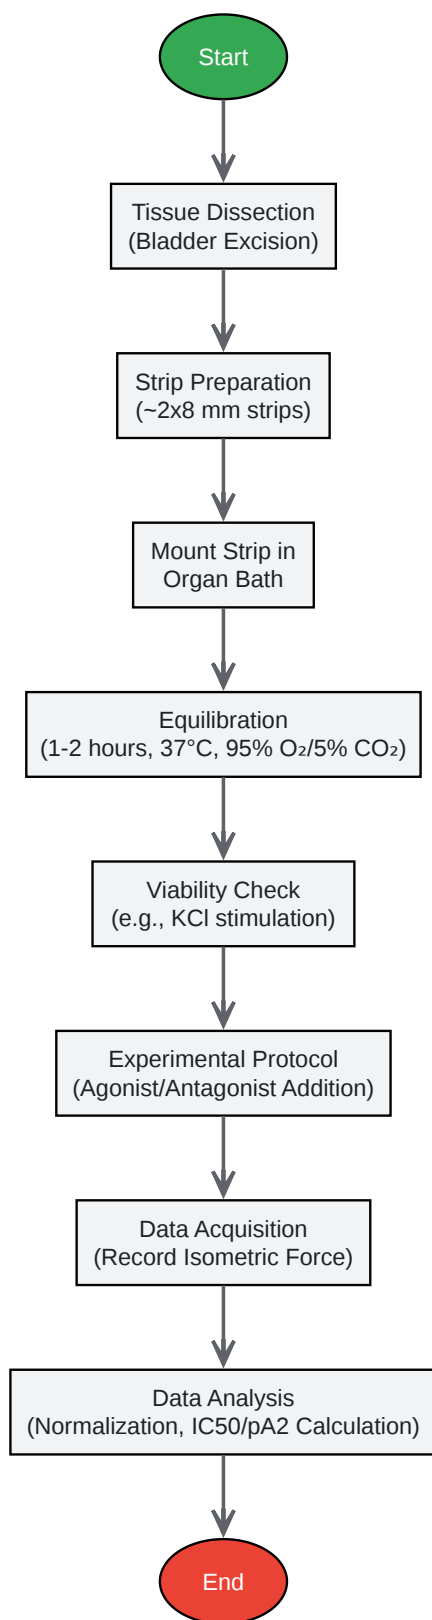 Start
Tissue Dissection
(Bladder Excision)
Strip Preparation
(~2x8 mm strips)
Mount Strip in
Organ Bath
Equilibration
(1-2 hours, 37°C, 95% O₂/5% CO₂)
Viability Check
(e.g., KCl stimulation)
Experimental Protocol
(Agonist/Antagonist Addition)
Data Acquisition
(Record Isometric Force)
Data Analysis
(Normalization, IC50/pA2 Calculation)
End